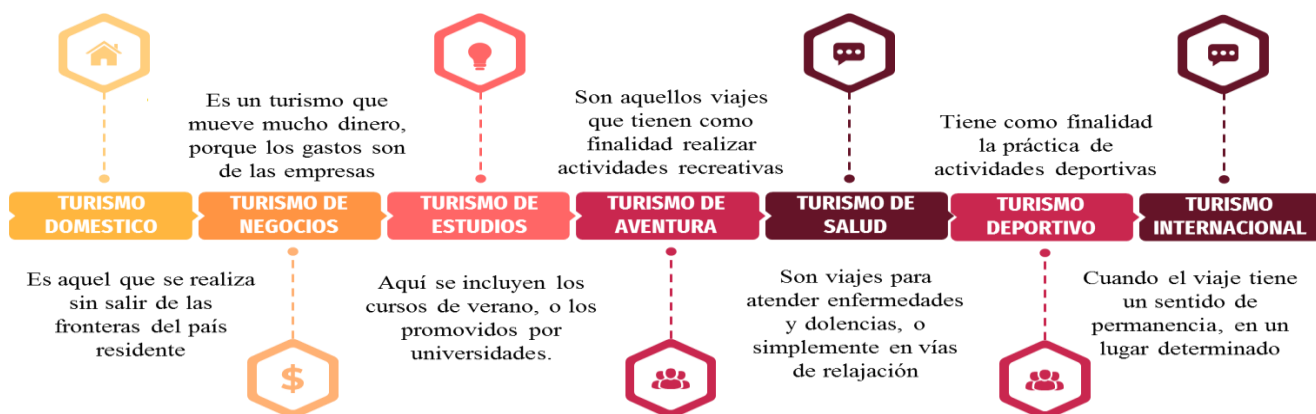 Es un turismo que
mueve mucho dinero,
porque los gastos son
de las empresas
Son aquellos viajes
que tienen como
finalidad realizar
actividades recreativas
Tiene como finalidad
la práctica de
actividades deportivas
TURISMO
DOMESTICO
TURISMO DE
NEGOCIOS
TURISMO DE
ESTUDIOS
TURISMO DE
AVENTURA
TURISMO DE
SALUD
TURISMO
DEPORTIVO
TURISMO
INTERNACIONAL
Es aquel que se realiza
sin salir de las
fronteras del país
residente
$
Aquí se incluyen los
cursos de verano, o los
promovidos por
universidades.
Son viajes para
atender enfermedades
y dolencias, o
simplemente en vías
de relajación
Cuando el viaje tiene
un sentido de
permanencia, en un
lugar determinado